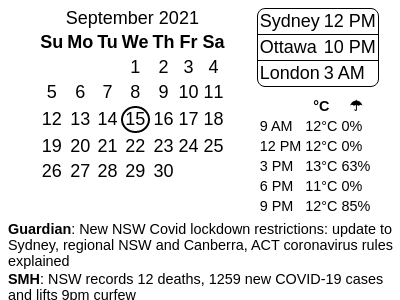 September 2021
Su Mo Tu We Th Fr Sa
1 2 3 4
5 6 7 8 9 10 11
12 13 14 15 16 17 18
19 20 21 22 23 24 25
26 27 28 29 30
Sydney 12 PM
Ottawa 10 PM
London 3 AM
°C ☂
9 AM 12°C 0%
12 PM 12°C 0%
3 PM 13°C 63%
6 PM 11°C 0%
9 PM 12°C 85%
Guardian: New NSW Covid lockdown restrictions: update to
Sydney, regional NSW and Canberra, ACT coronavirus rules
explained
SMH: NSW records 12 deaths, 1259 new COVID-19 cases
and lifts 9pm curfew